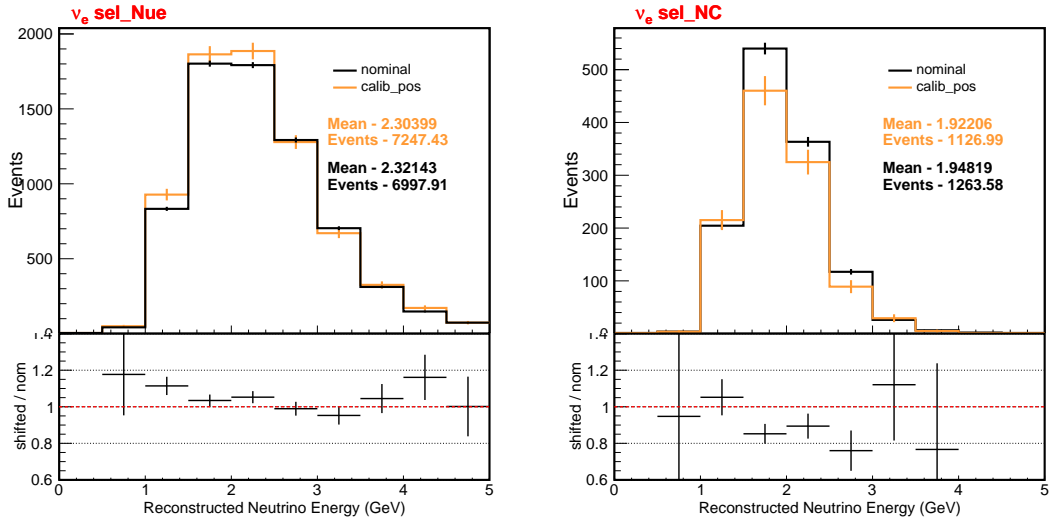 νe sel_Nue
2000
1500
1000
500
0
Events
nominal
calib_pos
Mean - 2.30399
Events - 7247.43
Mean - 2.32143
Events - 6997.91
1.4
1.2
1
0.8
0.6
shifted / nom
0 1 2 3 4 5
Reconstructed Neutrino Energy (GeV)
νe sel_NC
500
400
300
200
100
0
Events
nominal
calib_pos
Mean - 1.92206
Events - 1126.99
Mean - 1.94819
Events - 1263.58
1.4
1.2
1
0.8
0.6
shifted / nom
0 1 2 3 4 5
Reconstructed Neutrino Energy (GeV)